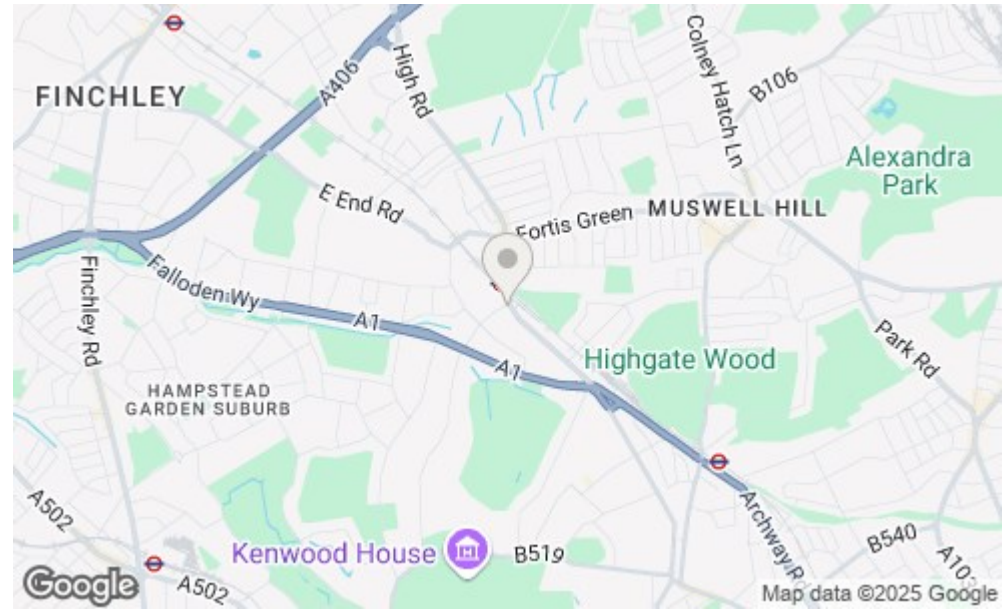 FINCHLEY
A406
High Rd
Colney Hatch Ln
B106
Alexandra
Park
E End Rd
Fortis Green
MUSWELL HILL
Finchley Rd
Falloden Wy
A1
A1
Highgate Wood
Park Rd
HAMPSTEAD
GARDEN SUBURB
A502
Kenwood House
B519
Archway Rd
B540
A103
A502
Google
Map data ©2025 Google